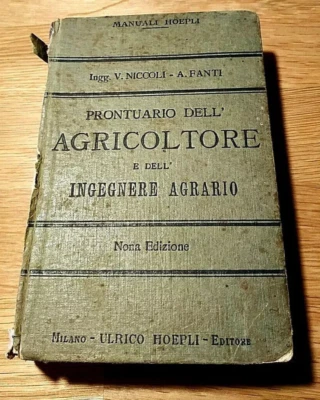 MANUALI HOEPLI
Ingg. V. NICCOLI - A. FANTI
PRONTUARIO DELL'
AGRICOLTORE
E DELL'
INGEGNERE AGRARIO
Nona Edizione
MILANO - ULRICO HOEPLI - EDITORE